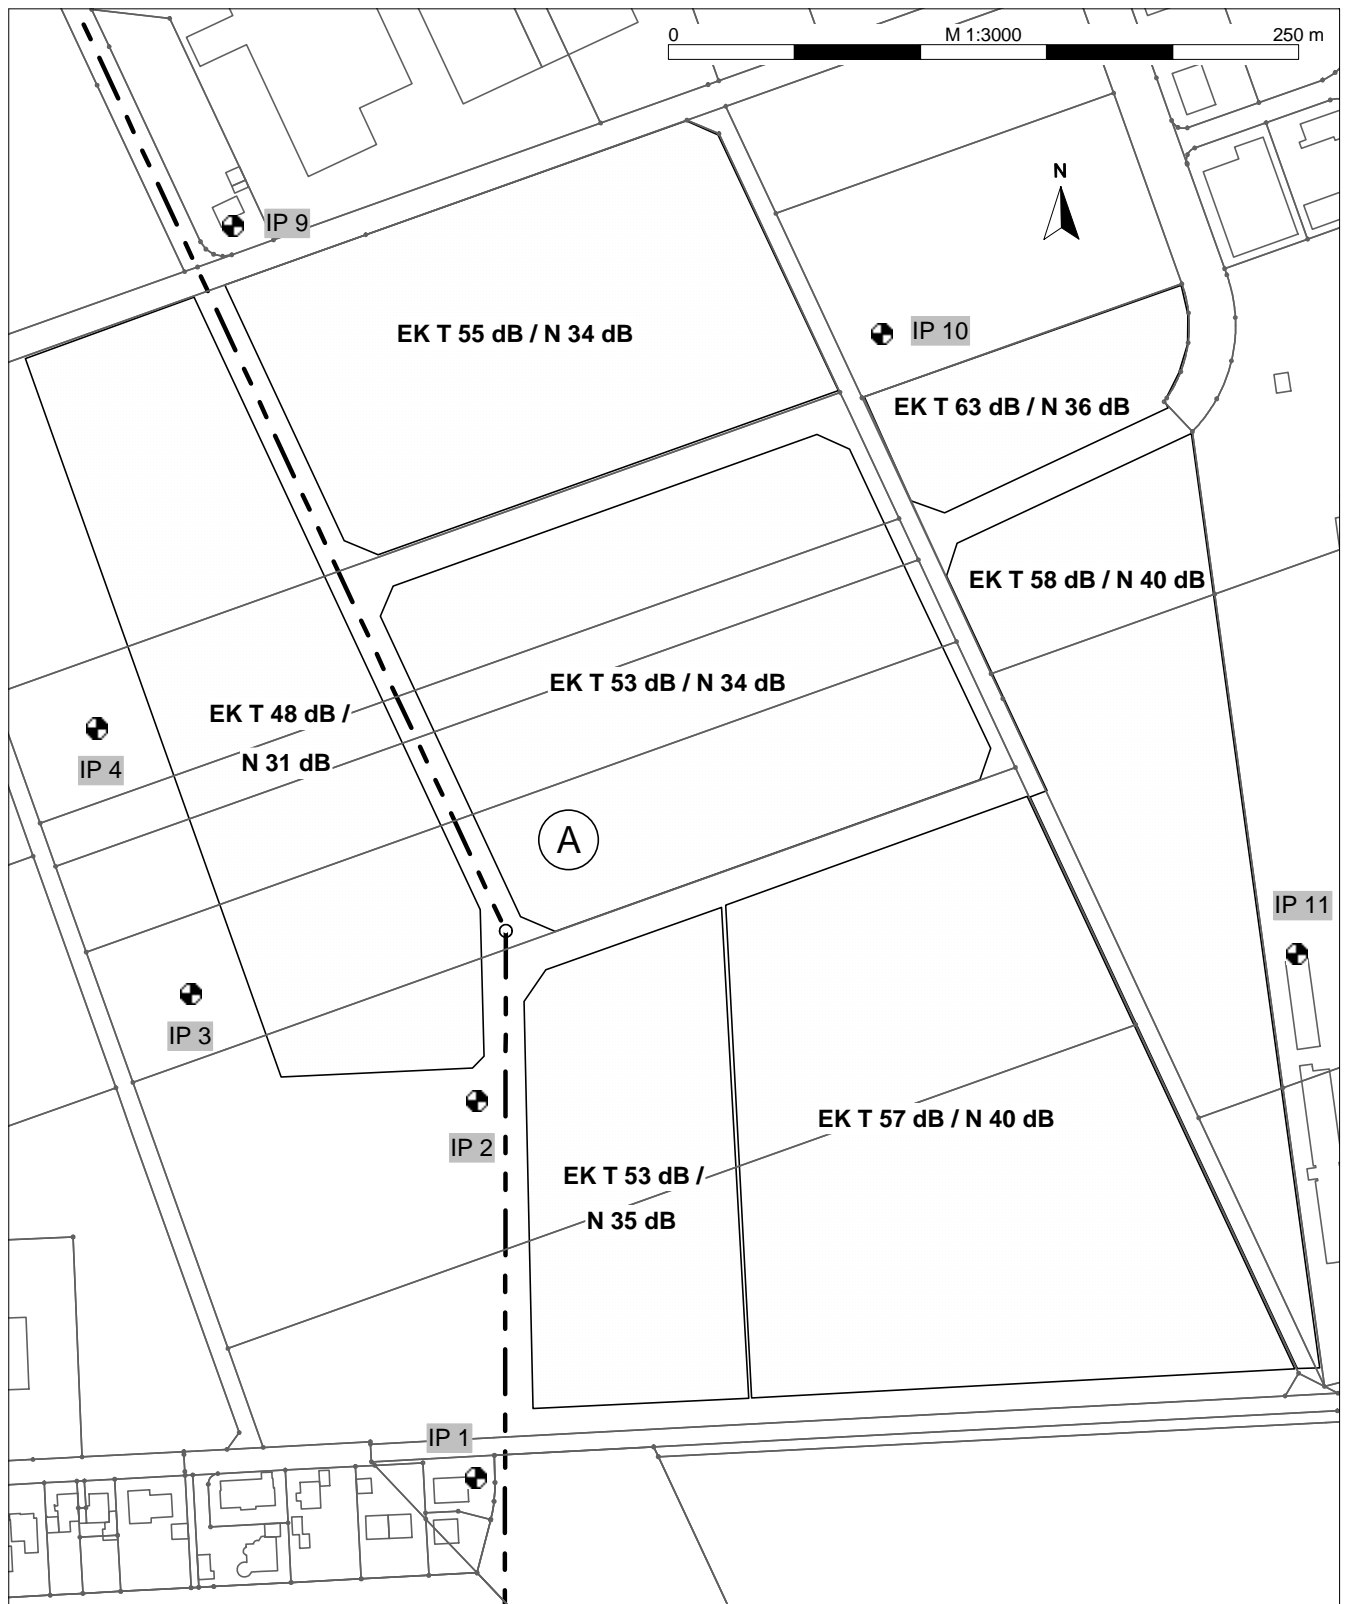 0 M 1:3000 250 m
N
IP 9
EK T 55 dB / N 34 dB
IP 10
EK T 63 dB / N 36 dB
EK T 58 dB / N 40 dB
EK T 53 dB / N 34 dB
EK T 48 dB /
N 31 dB
IP 4
A
IP 11
IP 3
EK T 57 dB / N 40 dB
IP 2
EK T 53 dB /
N 35 dB
IP 1